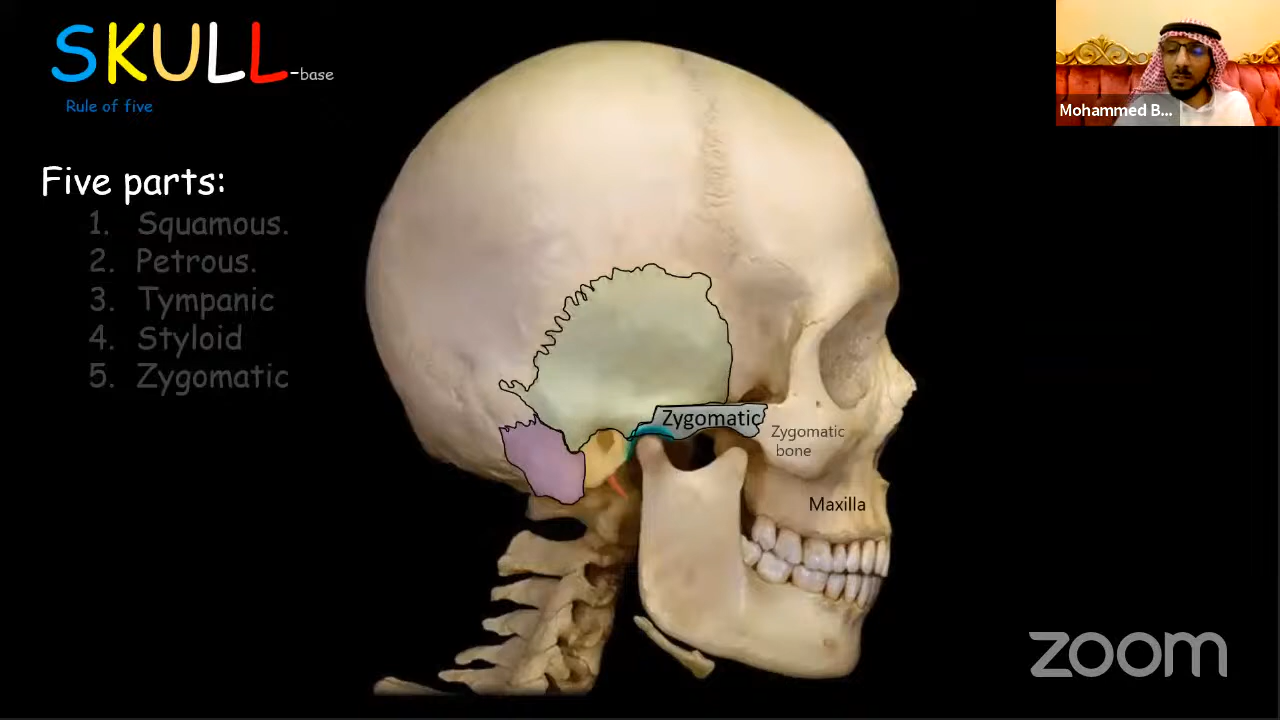 SKULL-base
Rule of five
Mohammed B...
Five parts:
1. Squamous.
2. Petrous.
3. Tympanic
4. Styloid
5. Zygomatic
Zygomatic
Zygomatic
bone
Maxilla
zoom